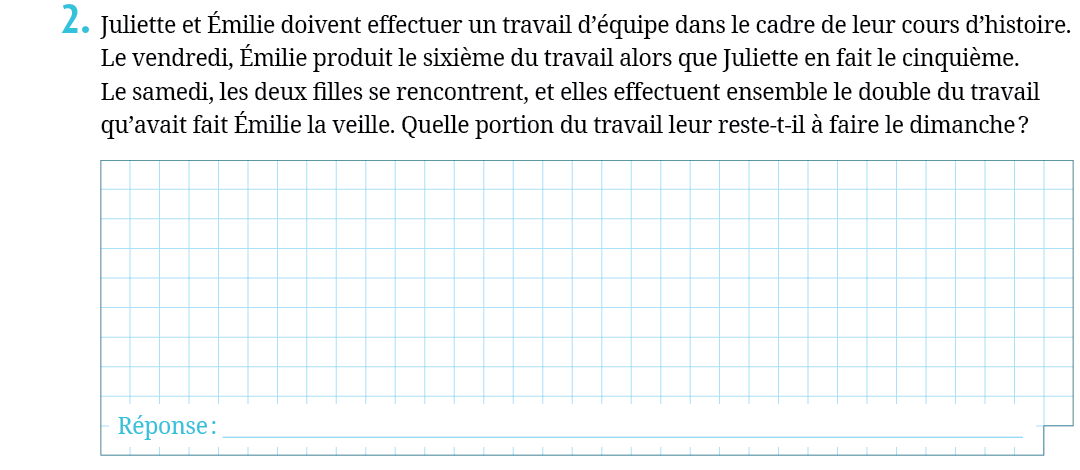 2. Juliette et Émilie doivent effectuer un travail d’équipe dans le cadre de leur cours d’histoire.
Le vendredi, Émilie produit le sixième du travail alors que Juliette en fait le cinquième.
Le samedi, les deux filles se rencontrent, et elles effectuent ensemble le double du travail
qu’avait fait Émilie la veille. Quelle portion du travail leur reste-t-il à faire le dimanche ?
Réponse :